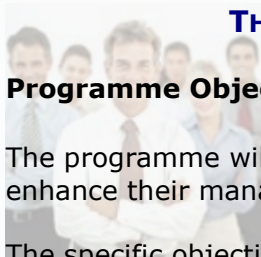 TH
Programme Obje
The programme wi
enhance their mana
The specific objecti